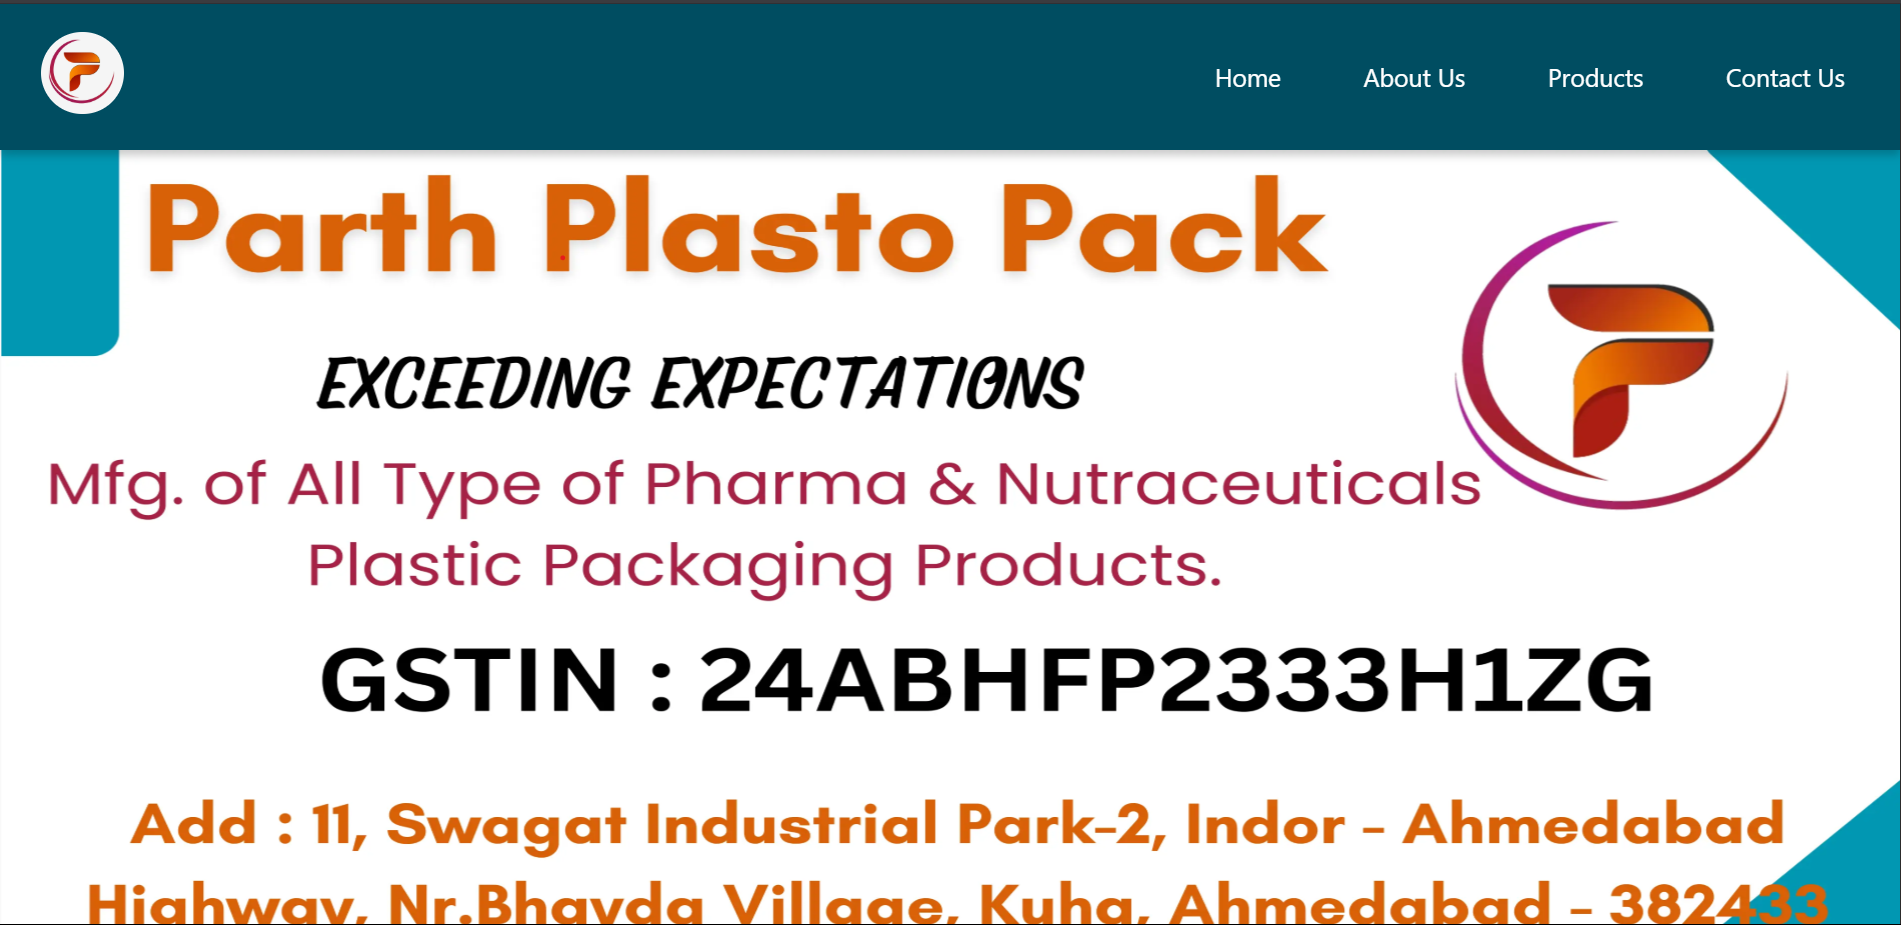 Home About Us Products Contact Us
Parth Plasto Pack
EXCEEDING EXPECTATIONS
Mfg. of All Type of Pharma & Nutraceuticals
Plastic Packaging Products.
GSTIN : 24ABHFP2333H1ZG
Add : 11, Swagat Industrial Park-2, Indor - Ahmedabad
Highway, Nr.Bhavda Village, Kuha, Ahmedabad - 382433